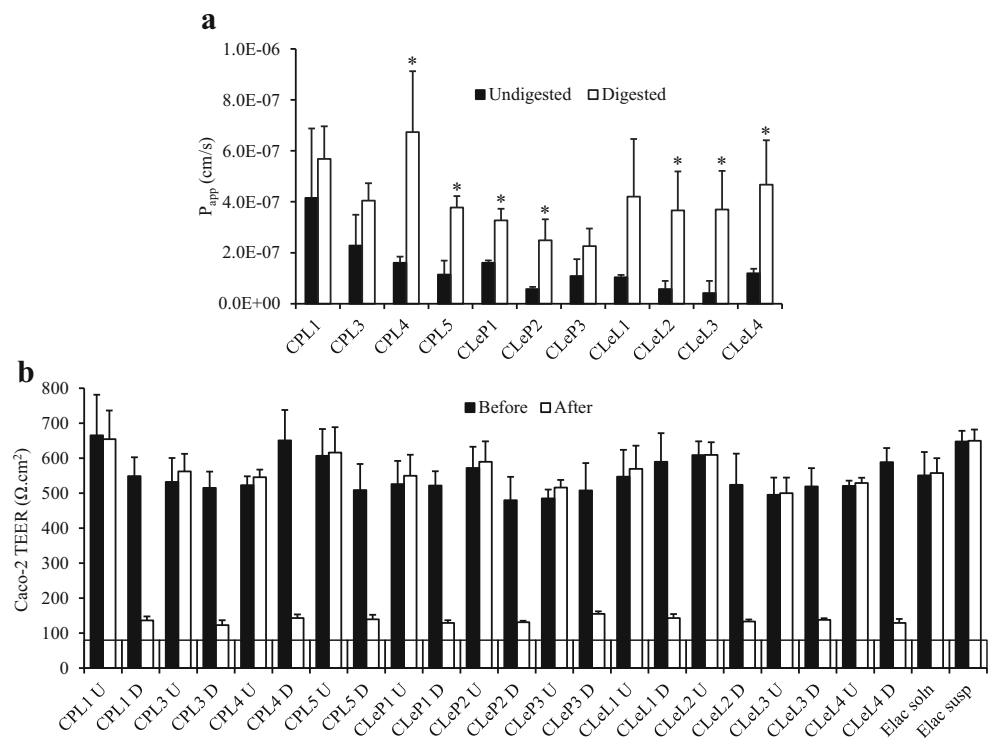 a
1.0E-06
8.0E-07
6.0E-07
4.0E-07
2.0E-07
0.0E+00
Papp (cm/s)
Undigested Digested
* * * * * * *
CPL1 CPL3 CPL4 CPL5 CLeP1 CLeP2 CLeP3 CLeL1 CLeL2 CLeL3 CLeL4
b
800
700
600
500
400
300
200
100
0
Caco-2 TEER (Ω.cm²)
Before After
CPL1 U CPL1 D CPL3 U CPL3 D CPL4 U CPL4 D CPL5 U CPL5 D CLeP1 U CLeP1 D CLeP2 U CLeP2 D CLeP3 U CLeP3 D CLeL1 U CLeL1 D CLeL2 U CLeL2 D CLeL3 U CLeL3 D CLeL4 U CLeL4 D Elac soln Elac susp